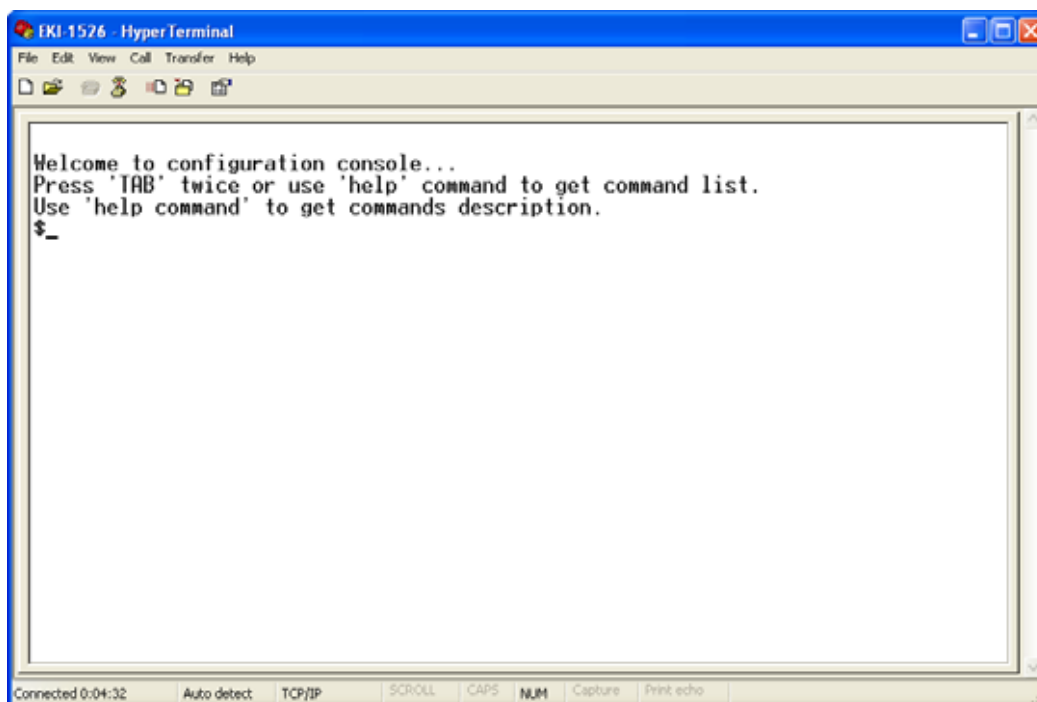 EKI-1526 - HyperTerminal
File Edit View Call Transfer Help
Welcome to configuration console...
Press 'TAB' twice or use 'help' command to get command list.
Use 'help command' to get commands description.
$_
Connected 0:04:32 Auto detect TCP/IP SCROLL CAPS NUM Capture Print echo